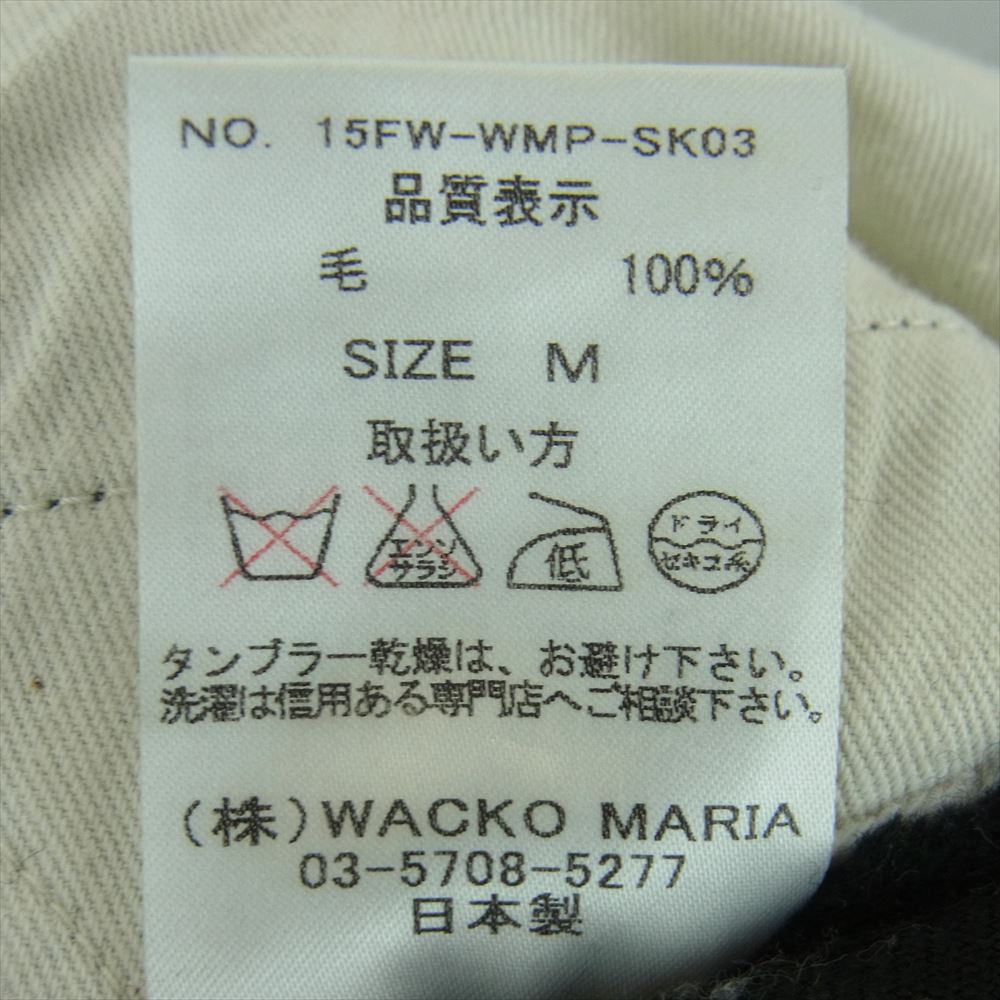 NO. 15FW-WMP-SK03
品質表示
毛 100%
SIZE M
取扱い方
エンソ サラシ 低 ドライ セキユ系
タンブラー乾燥は、お避け下さい。
洗濯は信用ある専門店へご相談下さい。
(株)WACKO MARIA
03-5708-5277
日本製